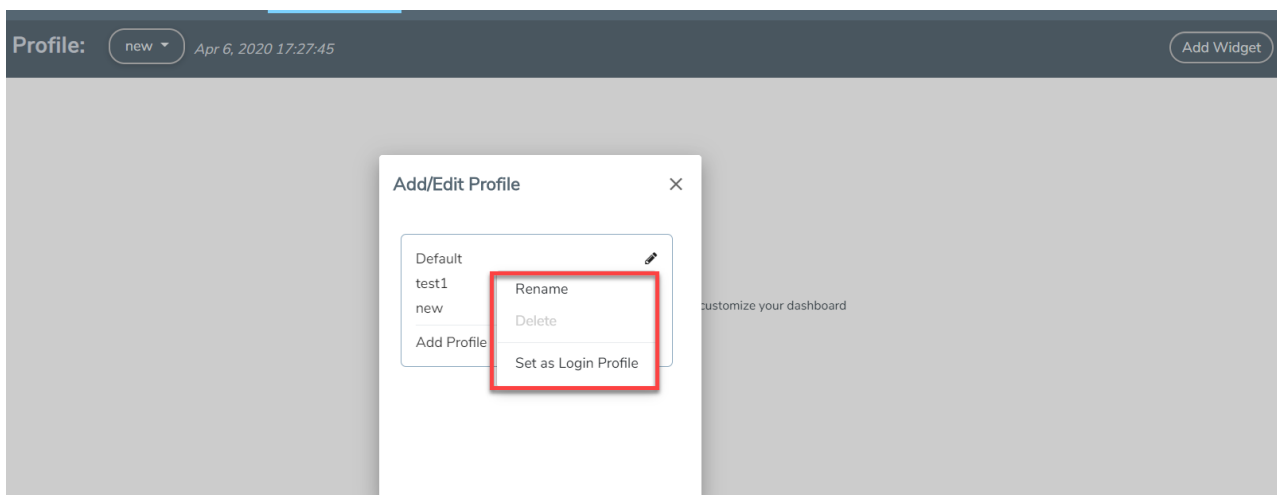 Profile:
new
Apr 6, 2020 17:27:45
Add Widget
Add/Edit Profile
Default
test1
new
Add Profile
Rename
Delete
Set as Login Profile
customize your dashboard